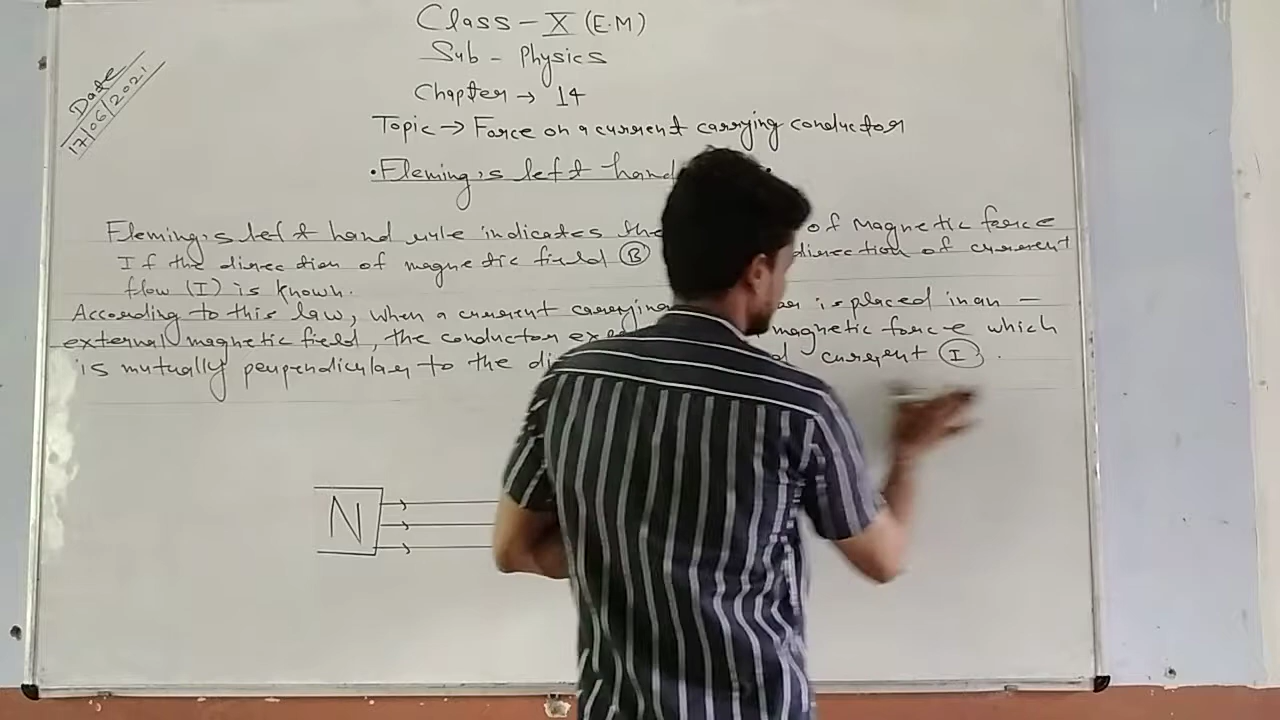 Class - X (E.M)
Sub - Physics
Chapter → 14
Date
17/06/2021
Topic → Force on a current carrying conductor
• Fleming's left hand
Fleming's left hand rule indicates the of Magnetic force
If the direction of magnetic field (B) direction of current
flow (I) is known.
According to this law, When a current carrying is placed in an -
external magnetic field, the conductor magnetic force which
is mutually perpendicular to the current (I).
N